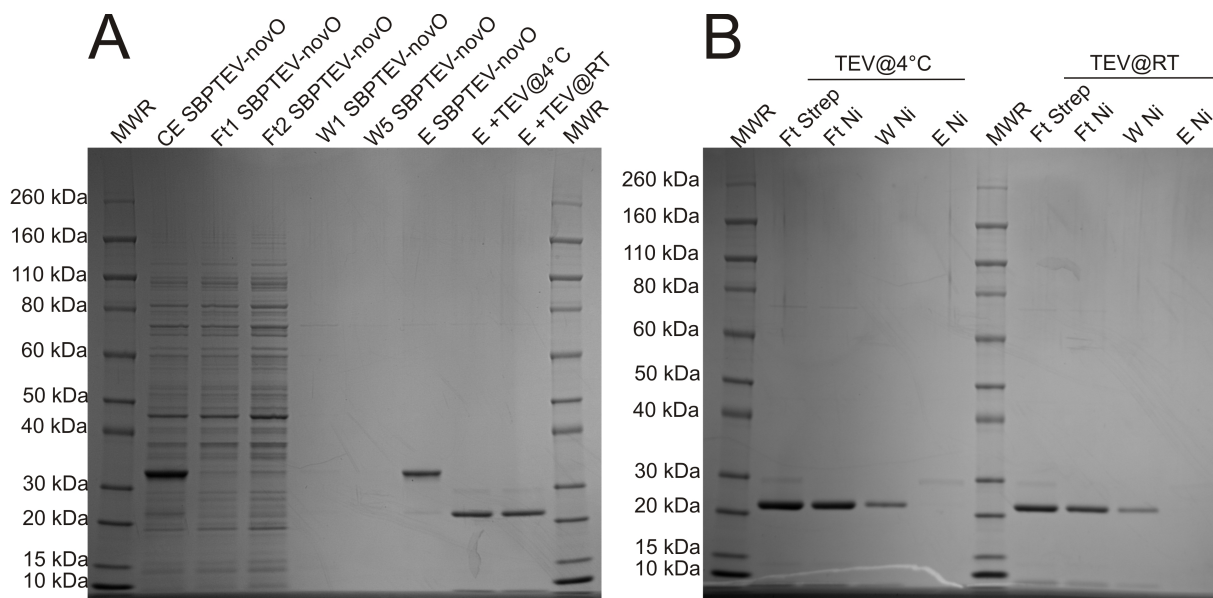 A
MWR
CE SBPTEV-novO
Ft1 SBPTEV-novO
Ft2 SBPTEV-novO
W1 SBPTEV-novO
W5 SBPTEV-novO
E SBPTEV-novO
E +TEV@4°C
E +TEV@RT
MWR
260 kDa
160 kDa
110 kDa
80 kDa
60 kDa
50 kDa
40 kDa
30 kDa
20 kDa
15 kDa
10 kDa
B
TEV@4°C
TEV@RT
MWR
Ft Strep
Ft Ni
W Ni
E Ni
MWR
Ft Strep
Ft Ni
W Ni
E Ni
260 kDa
160 kDa
110 kDa
80 kDa
60 kDa
50 kDa
40 kDa
30 kDa
20 kDa
15 kDa
10 kDa